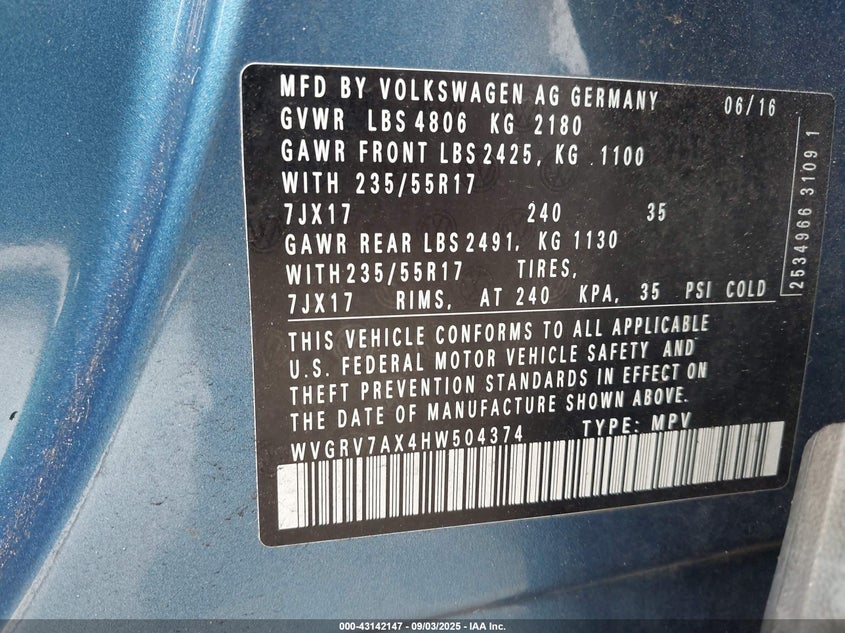 MFD BY VOLKSWAGEN AG GERMANY 06/16
GVWR LBS 4806 KG 2180
GAWR FRONT LBS 2425, KG 1100
WITH 235/55R17
7JX17 240 35
GAWR REAR LBS 2491, KG 1130
WITH 235/55R17 TIRES,
7JX17 RIMS, AT 240 KPA, 35 PSI COLD
THIS VEHICLE CONFORMS TO ALL APPLICABLE
U.S. FEDERAL MOTOR VEHICLE SAFETY AND
THEFT PREVENTION STANDARDS IN EFFECT ON
THE DATE OF MANUFACTURE SHOWN ABOVE.
WVGRV7AX4HW504374 TYPE: MPV
2534966 3109 1
000-43142147 - 09/03/2025 - IAA Inc.